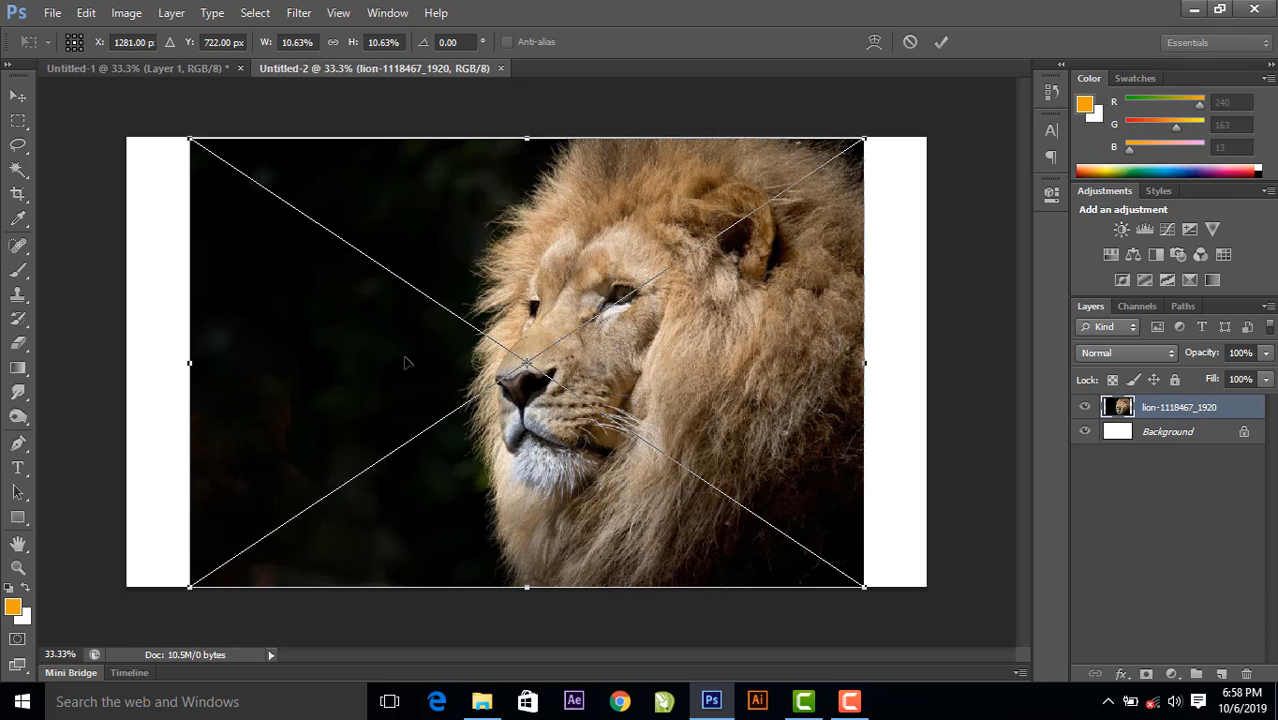 Ps File Edit Image Layer Type Select Filter View Window Help
X: 1281.00 px Y: 722.00 px W: 10.63% H: 10.63% 0.00 ° Anti-alias Essentials
Untitled-1 @ 33.3% (Layer 1, RGB/8) * × Untitled-2 @ 33.3% (lion-1118467_1920, RGB/8) ×
Color Swatches
R 240
G 163
B 13
Adjustments Styles
Add an adjustment
Layers Channels Paths
Kind
Normal Opacity: 100%
Lock: Fill: 100%
lion-1118467_1920
Background
33.33% Doc: 10.5M/0 bytes
Mini Bridge Timeline
Search the web and Windows
Ae Ps Ai
6:58 PM
10/6/2019